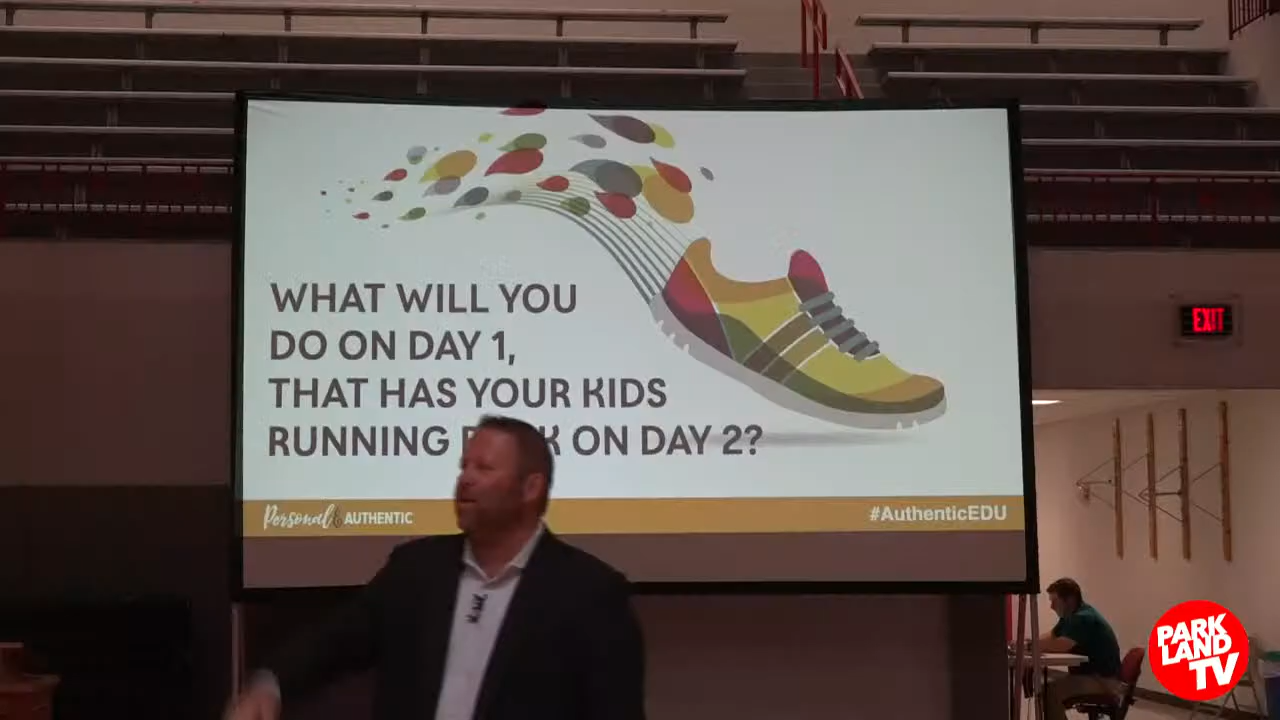 WHAT WILL YOU
DO ON DAY 1,
THAT HAS YOUR KIDS
RUNNING ON DAY 2?
Personal & AUTHENTIC
#AuthenticEDU
EXIT
PARK
LAND
TV